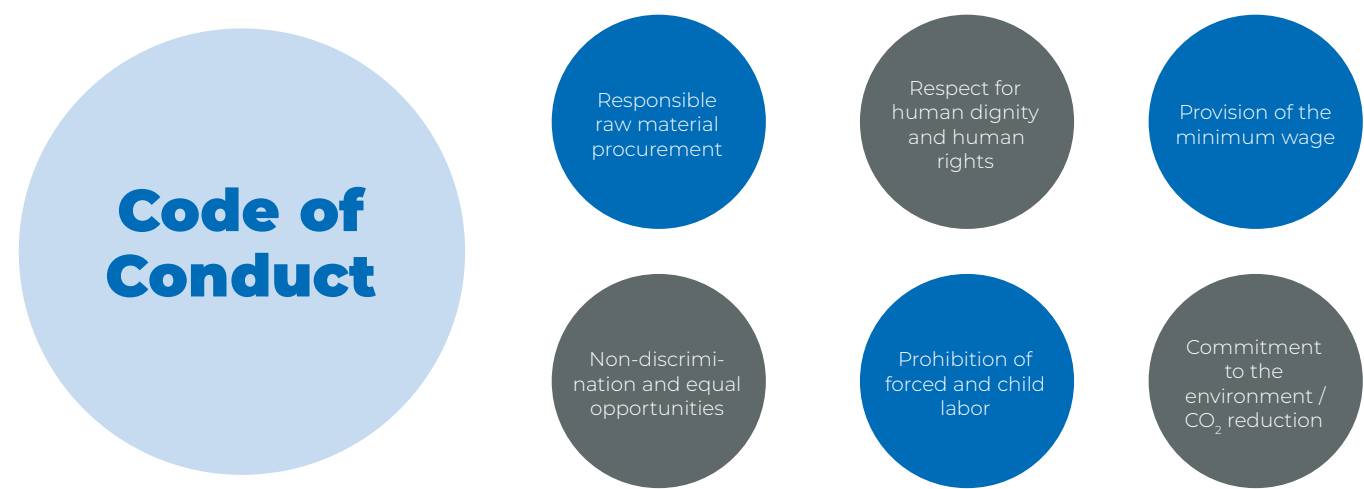 Code of
Conduct
Responsible
raw material
procurement
Respect for
human dignity
and human
rights
Provision of the
minimum wage
Non-discrimi-
nation and equal
opportunities
Prohibition of
forced and child
labor
Commitment
to the
environment /
CO₂ reduction